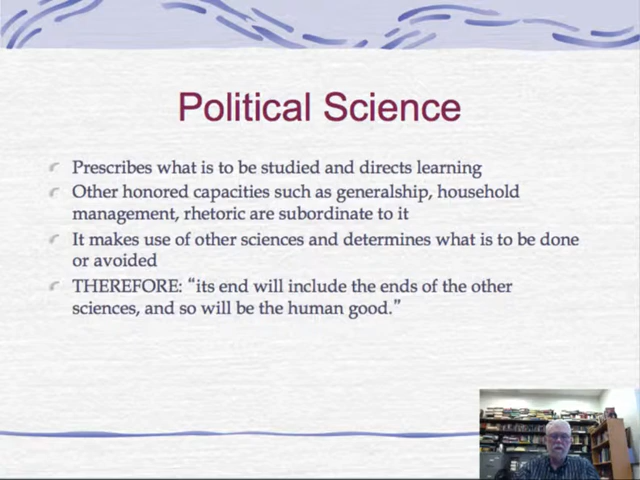 Political Science
Prescribes what is to be studied and directs learning
Other honored capacities such as generalship, household
management, rhetoric are subordinate to it
It makes use of other sciences and determines what is to be done
or avoided
THEREFORE: “its end will include the ends of the other
sciences, and so will be the human good.”